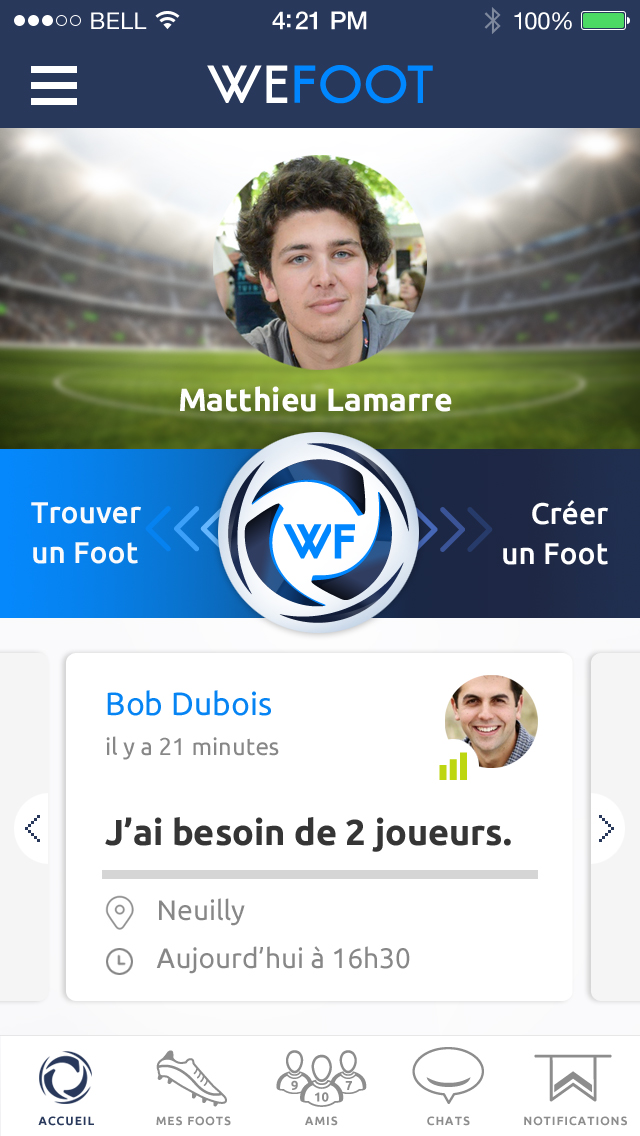 BELL 4:21 PM 100%
WEFOOT
Matthieu Lamarre
Trouver
un Foot
WF
Créer
un Foot
Bob Dubois
il y a 21 minutes
J’ai besoin de 2 joueurs.
Neuilly
Aujourd’hui à 16h30
9 10 7
ACCUEIL MES FOOTS AMIS CHATS NOTIFICATIONS